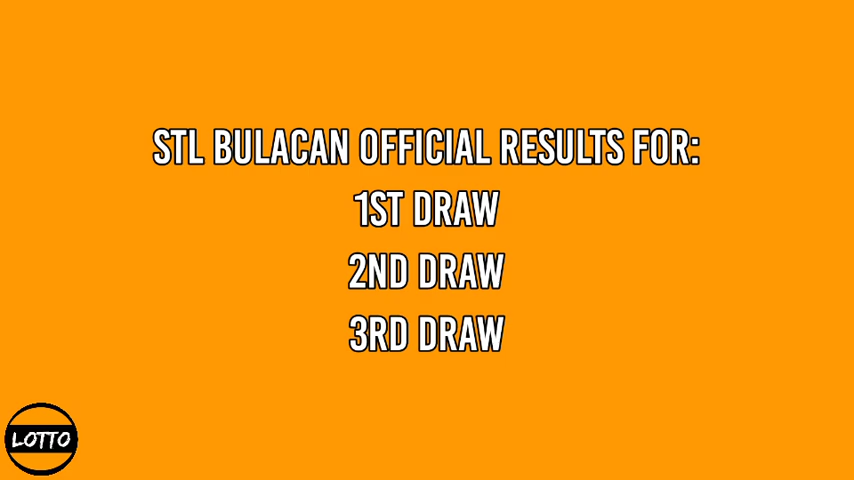 STL BULACAN OFFICIAL RESULTS FOR:
1ST DRAW
2ND DRAW
3RD DRAW
LOTTO